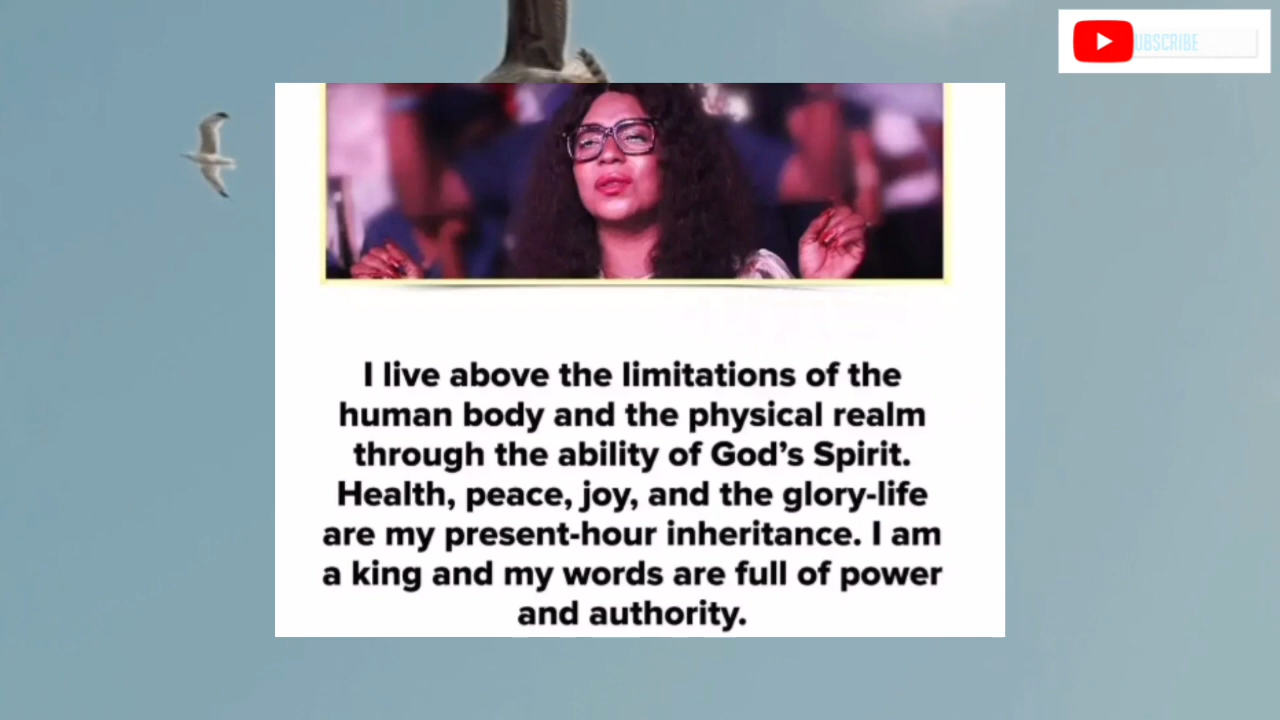 UBSCRIBE
I live above the limitations of the
human body and the physical realm
through the ability of God’s Spirit.
Health, peace, joy, and the glory-life
are my present-hour inheritance. I am
a king and my words are full of power
and authority.